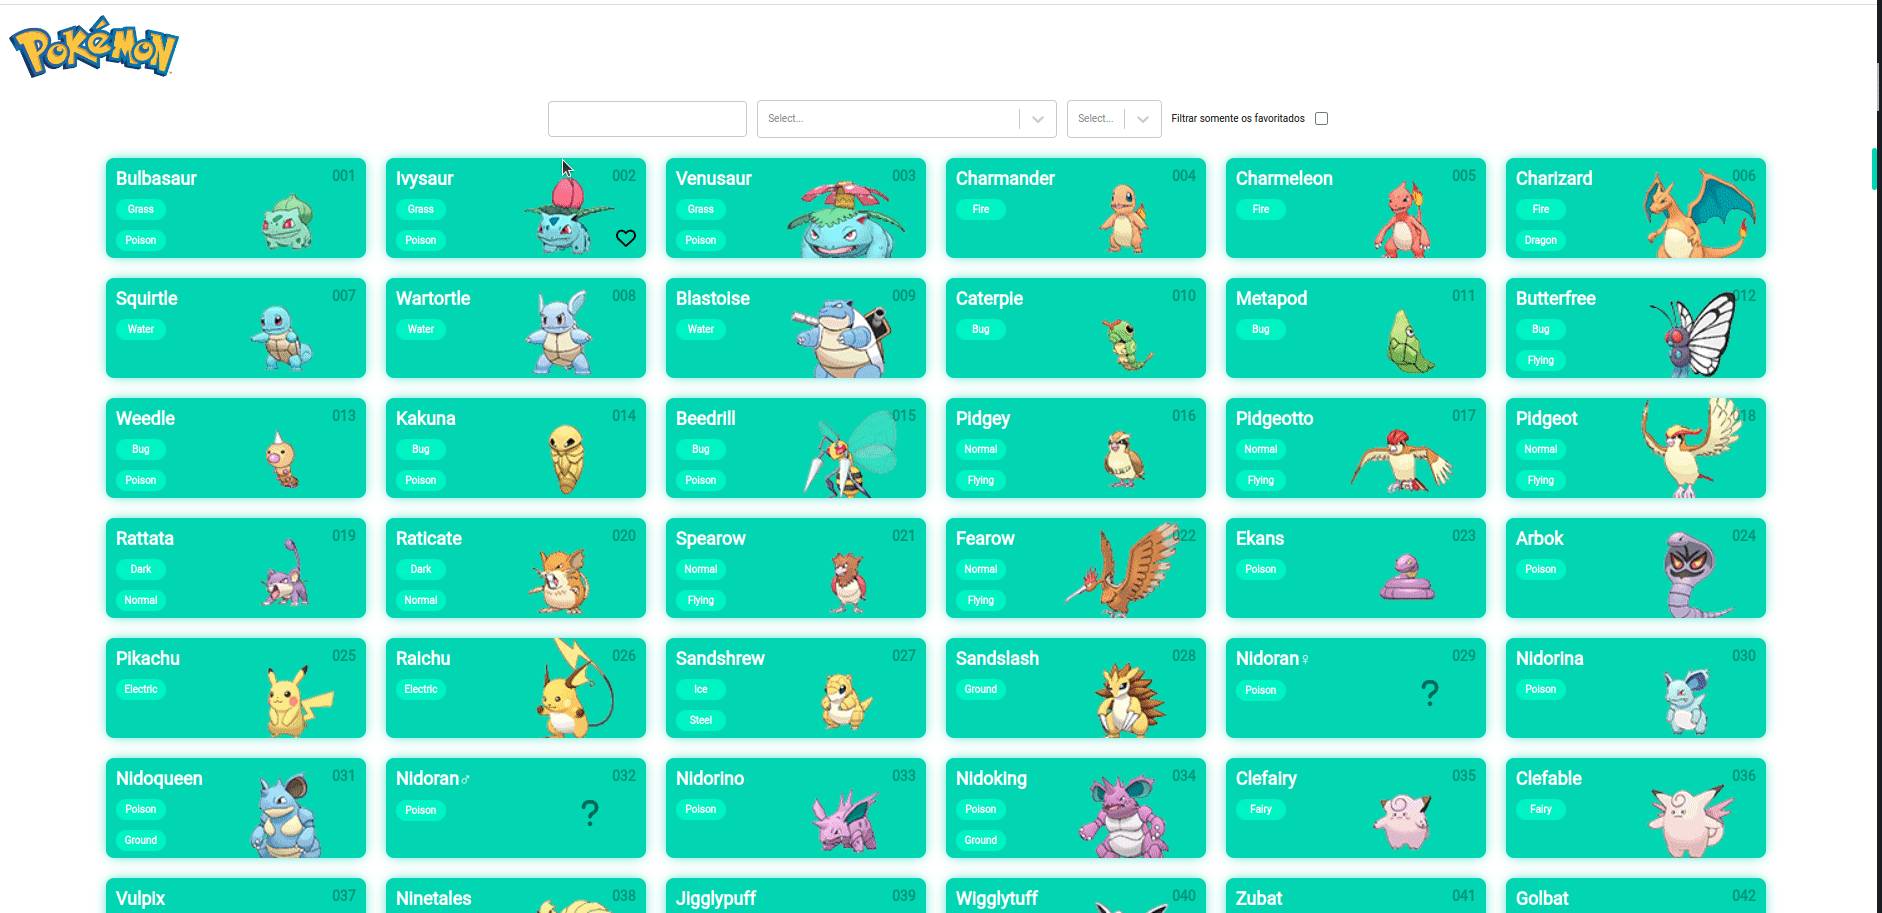 POKéMON
Select...
Select...
Filtrar somente os favoritados
Bulbasaur 001
Grass
Poison
Ivysaur 002
Grass
Poison
Venusaur 003
Grass
Poison
Charmander 004
Fire
Charmeleon 005
Fire
Charizard 006
Fire
Dragon
Squirtle 007
Water
Wartortle 008
Water
Blastoise 009
Water
Caterpie 010
Bug
Metapod 011
Bug
Butterfree 012
Bug
Flying
Weedle 013
Bug
Poison
Kakuna 014
Bug
Poison
Beedrill 015
Bug
Poison
Pidgey 016
Normal
Flying
Pidgeotto 017
Normal
Flying
Pidgeot 018
Normal
Flying
Rattata 019
Dark
Normal
Raticate 020
Dark
Normal
Spearow 021
Normal
Flying
Fearow 022
Normal
Flying
Ekans 023
Poison
Arbok 024
Poison
Pikachu 025
Electric
Raichu 026
Electric
Sandshrew 027
Ice
Steel
Sandslash 028
Ground
Nidoran♀ 029
Poison
?
Nidorina 030
Poison
Nidoqueen 031
Poison
Ground
Nidoran♂ 032
Poison
?
Nidorino 033
Poison
Nidoking 034
Poison
Ground
Clefairy 035
Fairy
Clefable 036
Fairy
Vulpix 037
Ninetales 038
Jigglypuff 039
Wigglytuff 040
Zubat 041
Golbat 042